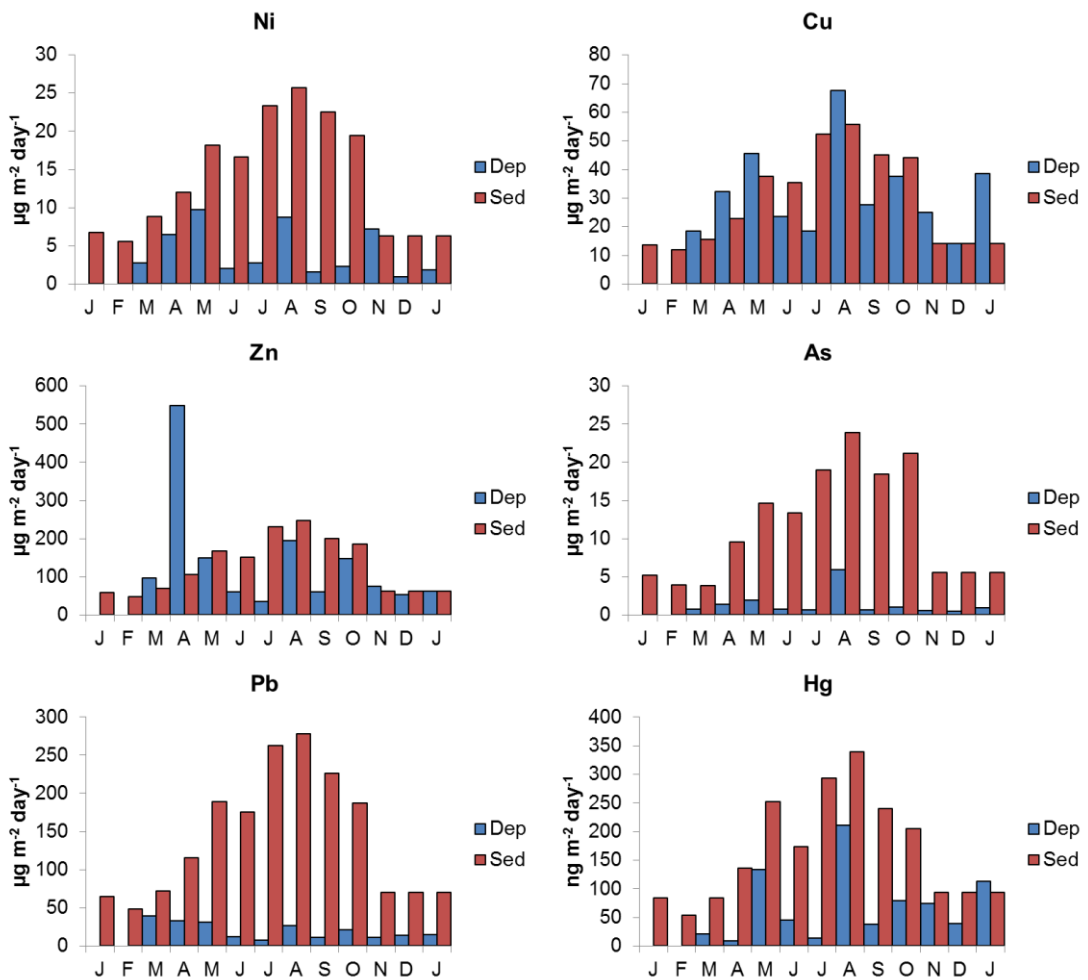 Ni
30
25
20
15
10
5
0
µg m-2 day-1
J F M A M J J A S O N D J
Dep
Sed
Cu
80
70
60
50
40
30
20
10
0
µg m-2 day-1
J F M A M J J A S O N D J
Dep
Sed
Zn
600
500
400
300
200
100
0
µg m-2 day-1
J F M A M J J A S O N D J
Dep
Sed
As
30
25
20
15
10
5
0
µg m-2 day-1
J F M A M J J A S O N D J
Dep
Sed
Pb
300
250
200
150
100
50
0
µg m-2 day-1
J F M A M J J A S O N D J
Dep
Sed
Hg
400
350
300
250
200
150
100
50
0
ng m-2 day-1
J F M A M J J A S O N D J
Dep
Sed